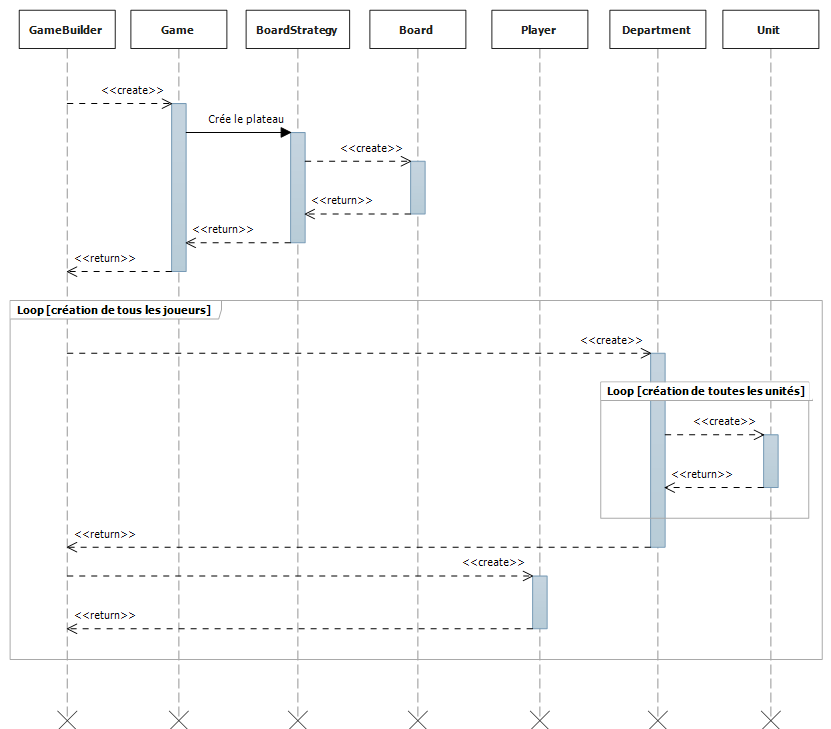 GameBuilder Game BoardStrategy Board Player Department Unit
<<create>>
Crée le plateau
<<create>>
<<return>>
<<return>>
<<return>>
Loop [création de tous les joueurs]
<<create>>
Loop [création de toutes les unités]
<<create>>
<<return>>
<<return>>
<<create>>
<<return>>